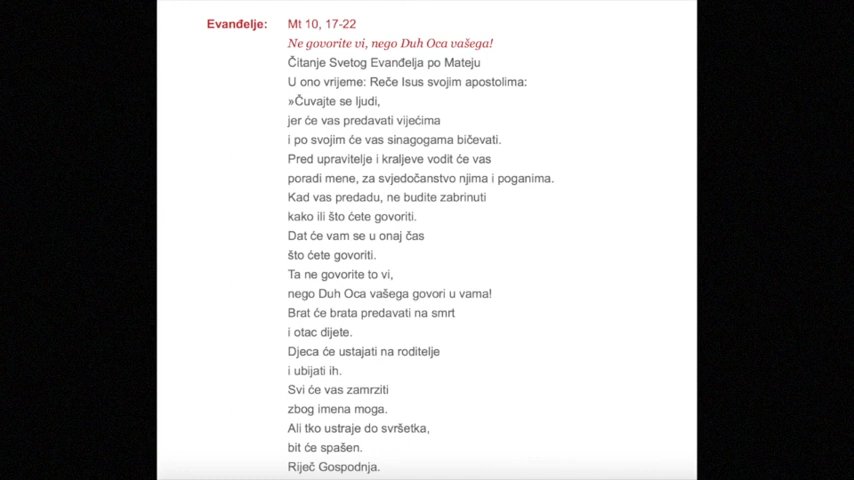 Evanđelje: Mt 10, 17-22
Ne govorite vi, nego Duh Oca vašega!
Čitanje Svetog Evanđelja po Mateju
U ono vrijeme: Reče Isus svojim apostolima:
»Čuvajte se ljudi,
jer će vas predavati vijećima
i po svojim će vas sinagogama bičevati.
Pred upravitelje i kraljeve vodit će vas
poradi mene, za svjedočanstvo njima i poganima.
Kad vas predadu, ne budite zabrinuti
kako ili što ćete govoriti.
Dat će vam se u onaj čas
što ćete govoriti.
Ta ne govorite to vi,
nego Duh Oca vašega govori u vama!
Brat će brata predavati na smrt
i otac dijete.
Djeca će ustajati na roditelje
i ubijati ih.
Svi će vas zamrziti
zbog imena moga.
Ali tko ustraje do svršetka,
bit će spašen.
Riječ Gospodnja.